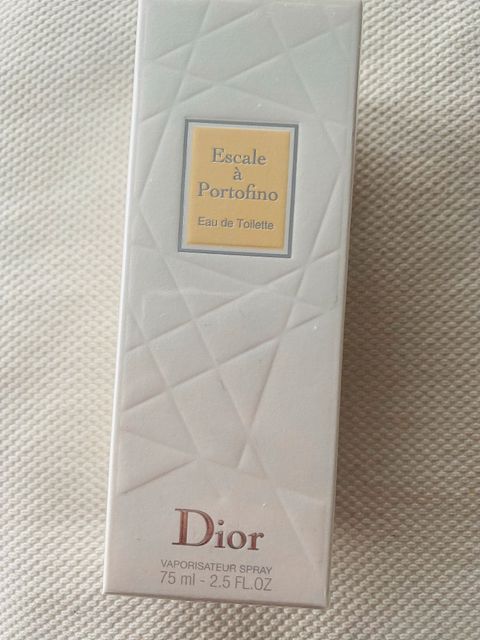 Escale
à
Portofino
Eau de Toilette
Dior
VAPORISATEUR SPRAY
75 ml - 2.5 FL.OZ